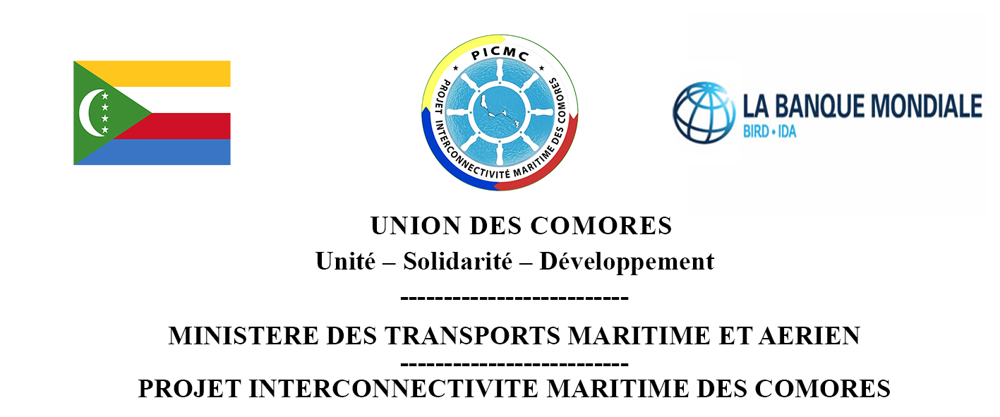 PICMC
PROJET INTERCONNECTIVITÉ MARITIME DES COMORES
LA BANQUE MONDIALE
BIRD • IDA
UNION DES COMORES
Unité – Solidarité – Développement
--------------------------
MINISTERE DES TRANSPORTS MARITIME ET AERIEN
--------------------------
PROJET INTERCONNECTIVITE MARITIME DES COMORES